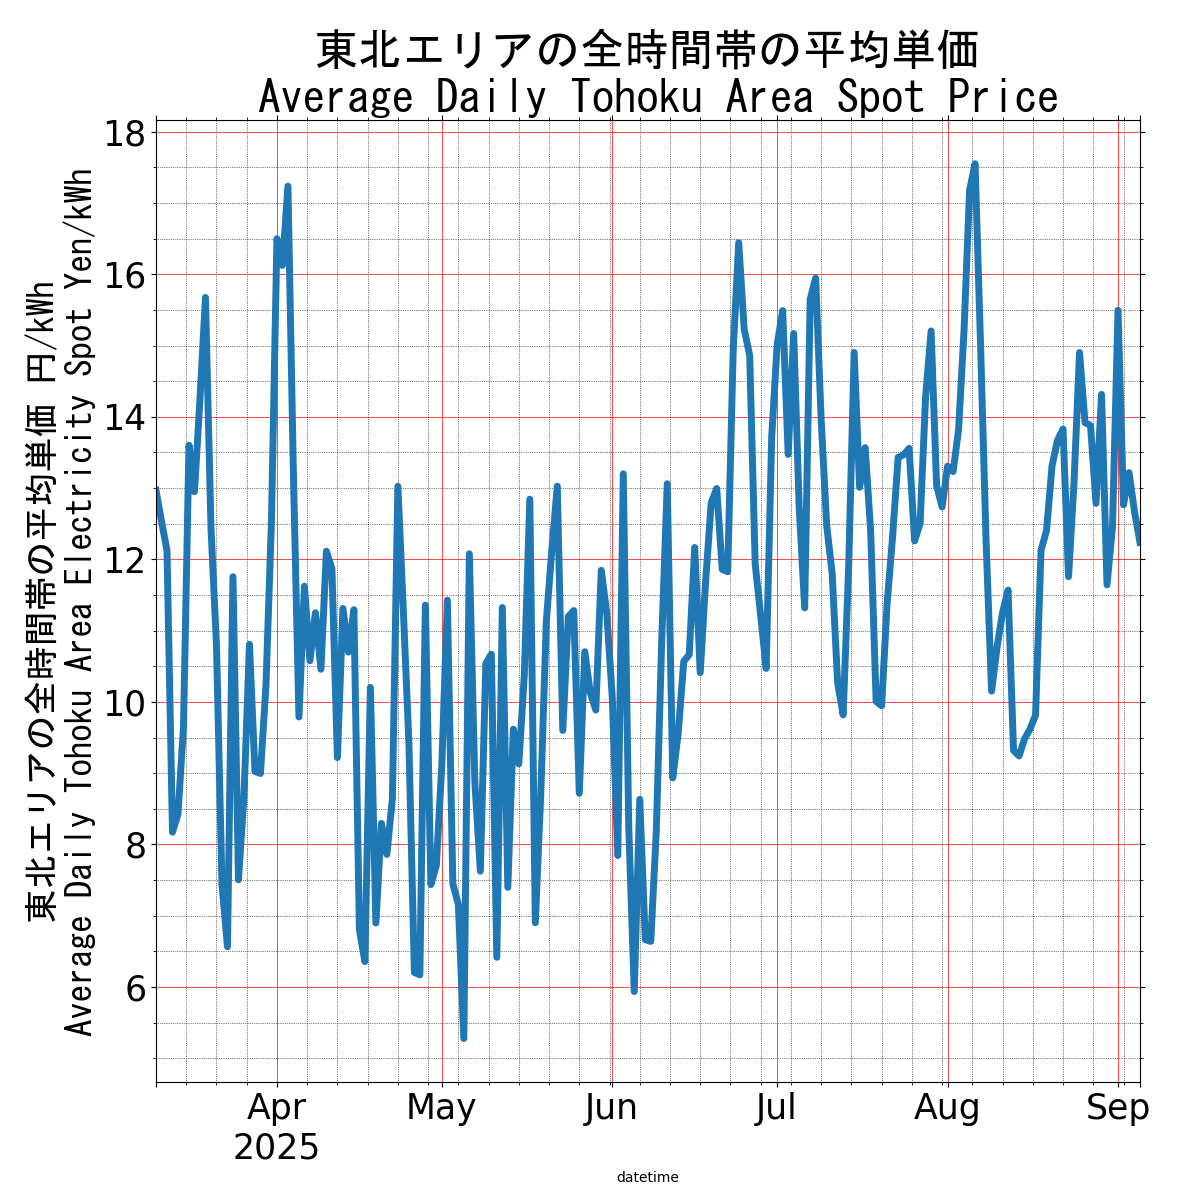 東北エリアの全時間帯の平均単価
Average Daily Tohoku Area Spot Price
東北エリアの全時間帯の平均単価 円/kWh
Average Daily Tohoku Area Electricity Spot Yen/kWh
18
16
14
12
10
8
6
Apr
2025
May
Jun
Jul
Aug
Sep
datetime